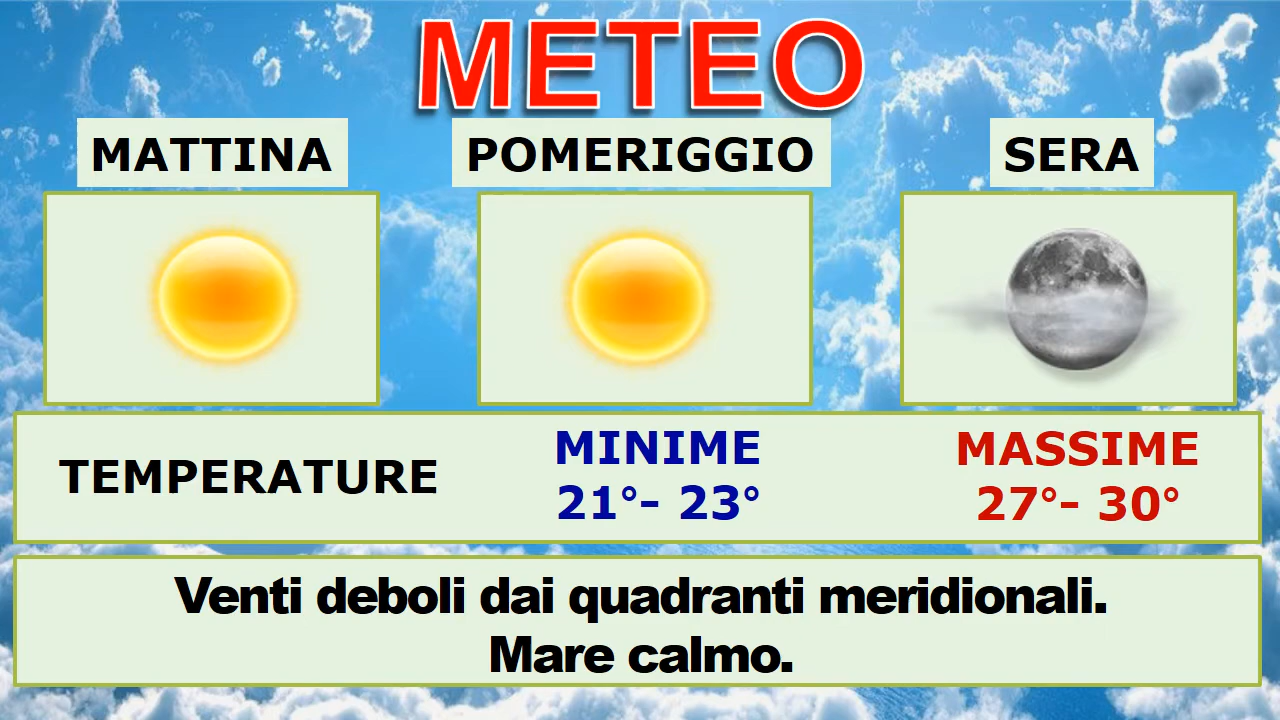 METEO
MATTINA POMERIGGIO SERA
TEMPERATURE
MINIME
21°- 23°
MASSIME
27°- 30°
Venti deboli dai quadranti meridionali.
Mare calmo.